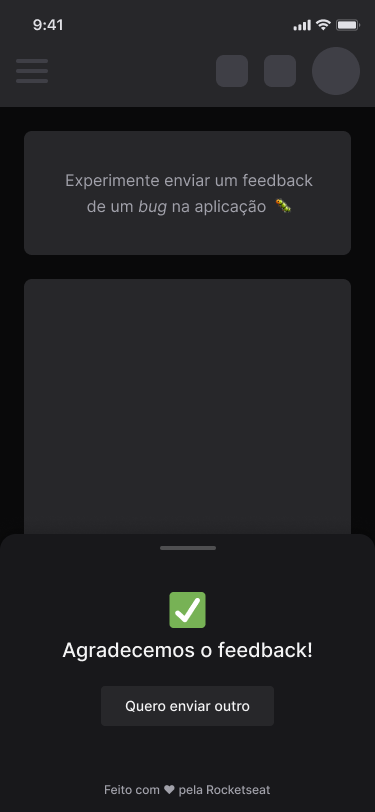 9:41
Experimente enviar um feedback
de um bug na aplicação 🐛
✅
Agradecemos o feedback!
Quero enviar outro
Feito com ♥ pela Rocketseat